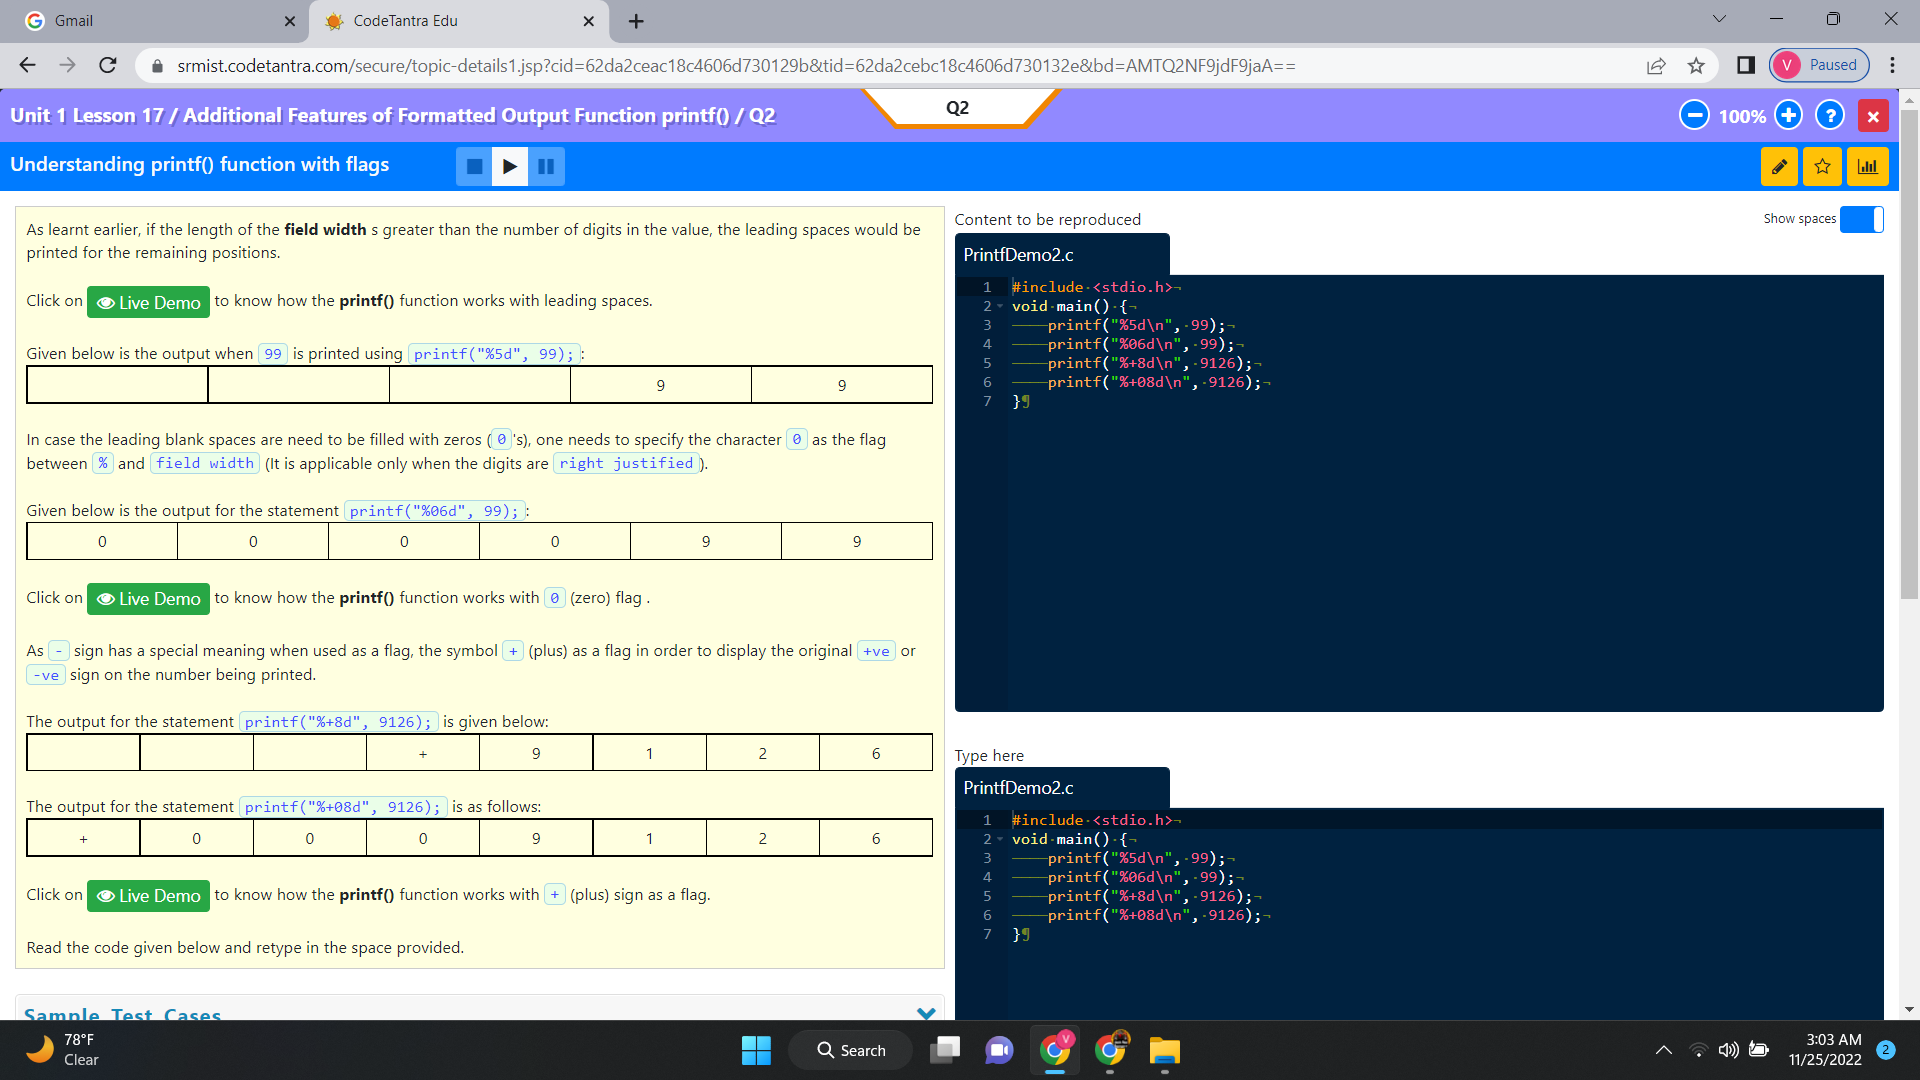 Gmail
CodeTantra Edu
srmist.codetantra.com/secure/topic-details1.jsp?cid=62da2ceac18c4606d730129b&tid=62da2cebc18c4606d730132e&bd=AMTQ2NF9jdF9jaA==
V Paused
Unit 1 Lesson 17 / Additional Features of Formatted Output Function printf() / Q2
Q2
100%
Understanding printf() function with flags
As learnt earlier, if the length of the field width s greater than the number of digits in the value, the leading spaces would be
printed for the remaining positions.
Click on Live Demo to know how the printf() function works with leading spaces.
Given below is the output when 99 is printed using printf("%5d", 99); :
9 9
In case the leading blank spaces are need to be filled with zeros ( 0 's), one needs to specify the character 0 as the flag
between % and field width (It is applicable only when the digits are right justified ).
Given below is the output for the statement printf("%06d", 99); :
0 0 0 0 9 9
Click on Live Demo to know how the printf() function works with 0 (zero) flag .
As - sign has a special meaning when used as a flag, the symbol + (plus) as a flag in order to display the original +ve or
-ve sign on the number being printed.
The output for the statement printf("%+8d", 9126); is given below:
+ 9 1 2 6
The output for the statement printf("%+08d", 9126); is as follows:
+ 0 0 0 9 1 2 6
Click on Live Demo to know how the printf() function works with + (plus) sign as a flag.
Read the code given below and retype in the space provided.
Sample Test Cases
Content to be reproduced
Show spaces
PrintfDemo2.c
1 #include·<stdio.h>¬
2 void·main()·{¬
3 printf("%5d\n",·99);¬
4 printf("%06d\n",·99);¬
5 printf("%+8d\n",·9126);¬
6 printf("%+08d\n",·9126);¬
7 }¶
Type here
PrintfDemo2.c
1 #include·<stdio.h>¬
2 void·main()·{¬
3 printf("%5d\n",·99);¬
4 printf("%06d\n",·99);¬
5 printf("%+8d\n",·9126);¬
6 printf("%+08d\n",·9126);¬
7 }¶
78°F
Clear
Search
3:03 AM
11/25/2022
2